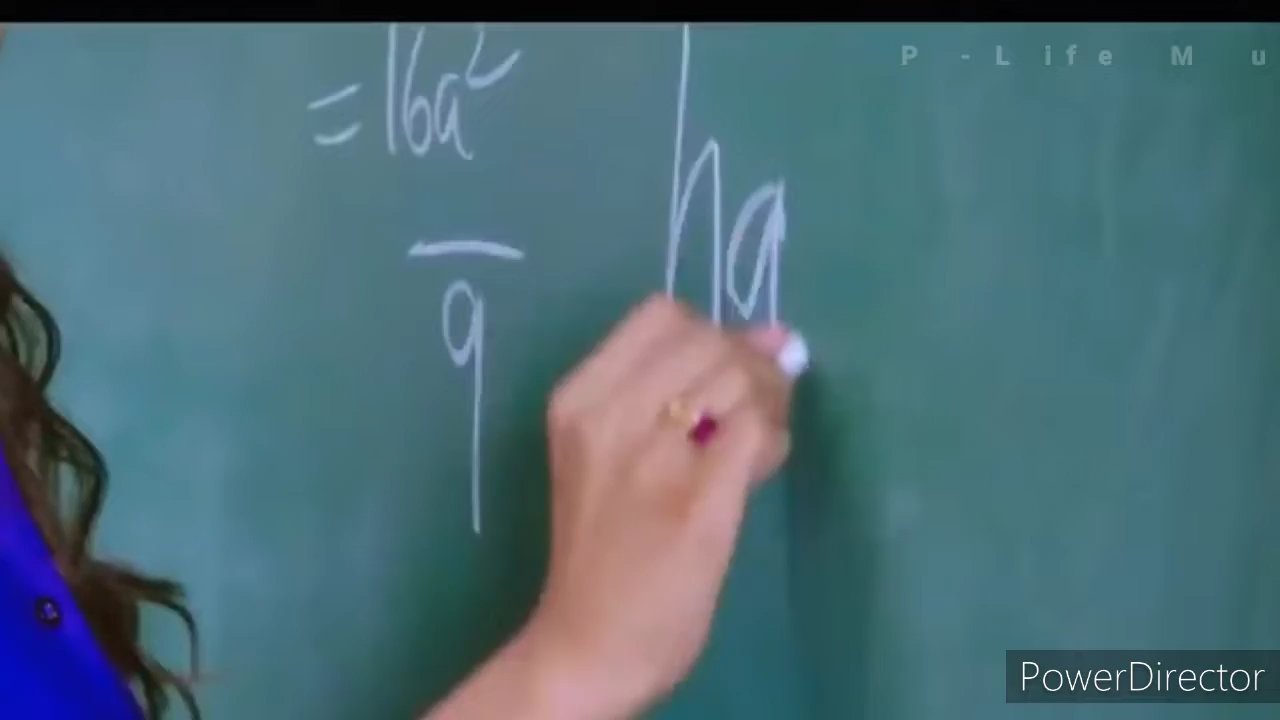 P - Life Mu
= 16a²
9
ha
PowerDirector